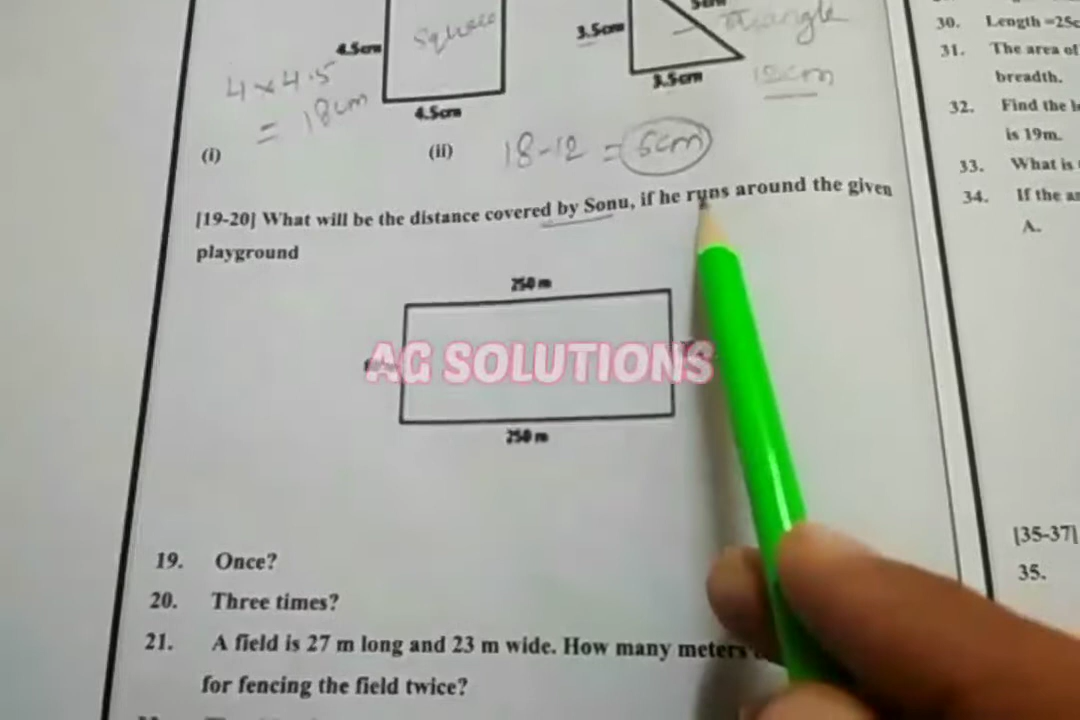 4.5cm
square
4 × 4.5
= 18cm
4.5cm
3.5cm
triangle
3.5cm
12cm
(i)
(ii)
18-12 = 6cm
[19-20] What will be the distance covered by Sonu, if he runs around the given
playground
250 m
AG SOLUTIONS
250 m
19. Once?
20. Three times?
21. A field is 27 m long and 23 m wide. How many meters
for fencing the field twice?
30. Length =25c
31. The area of
breadth.
32. Find the
is 19m.
33. What is
34. If the
A.
[35-37]
35.